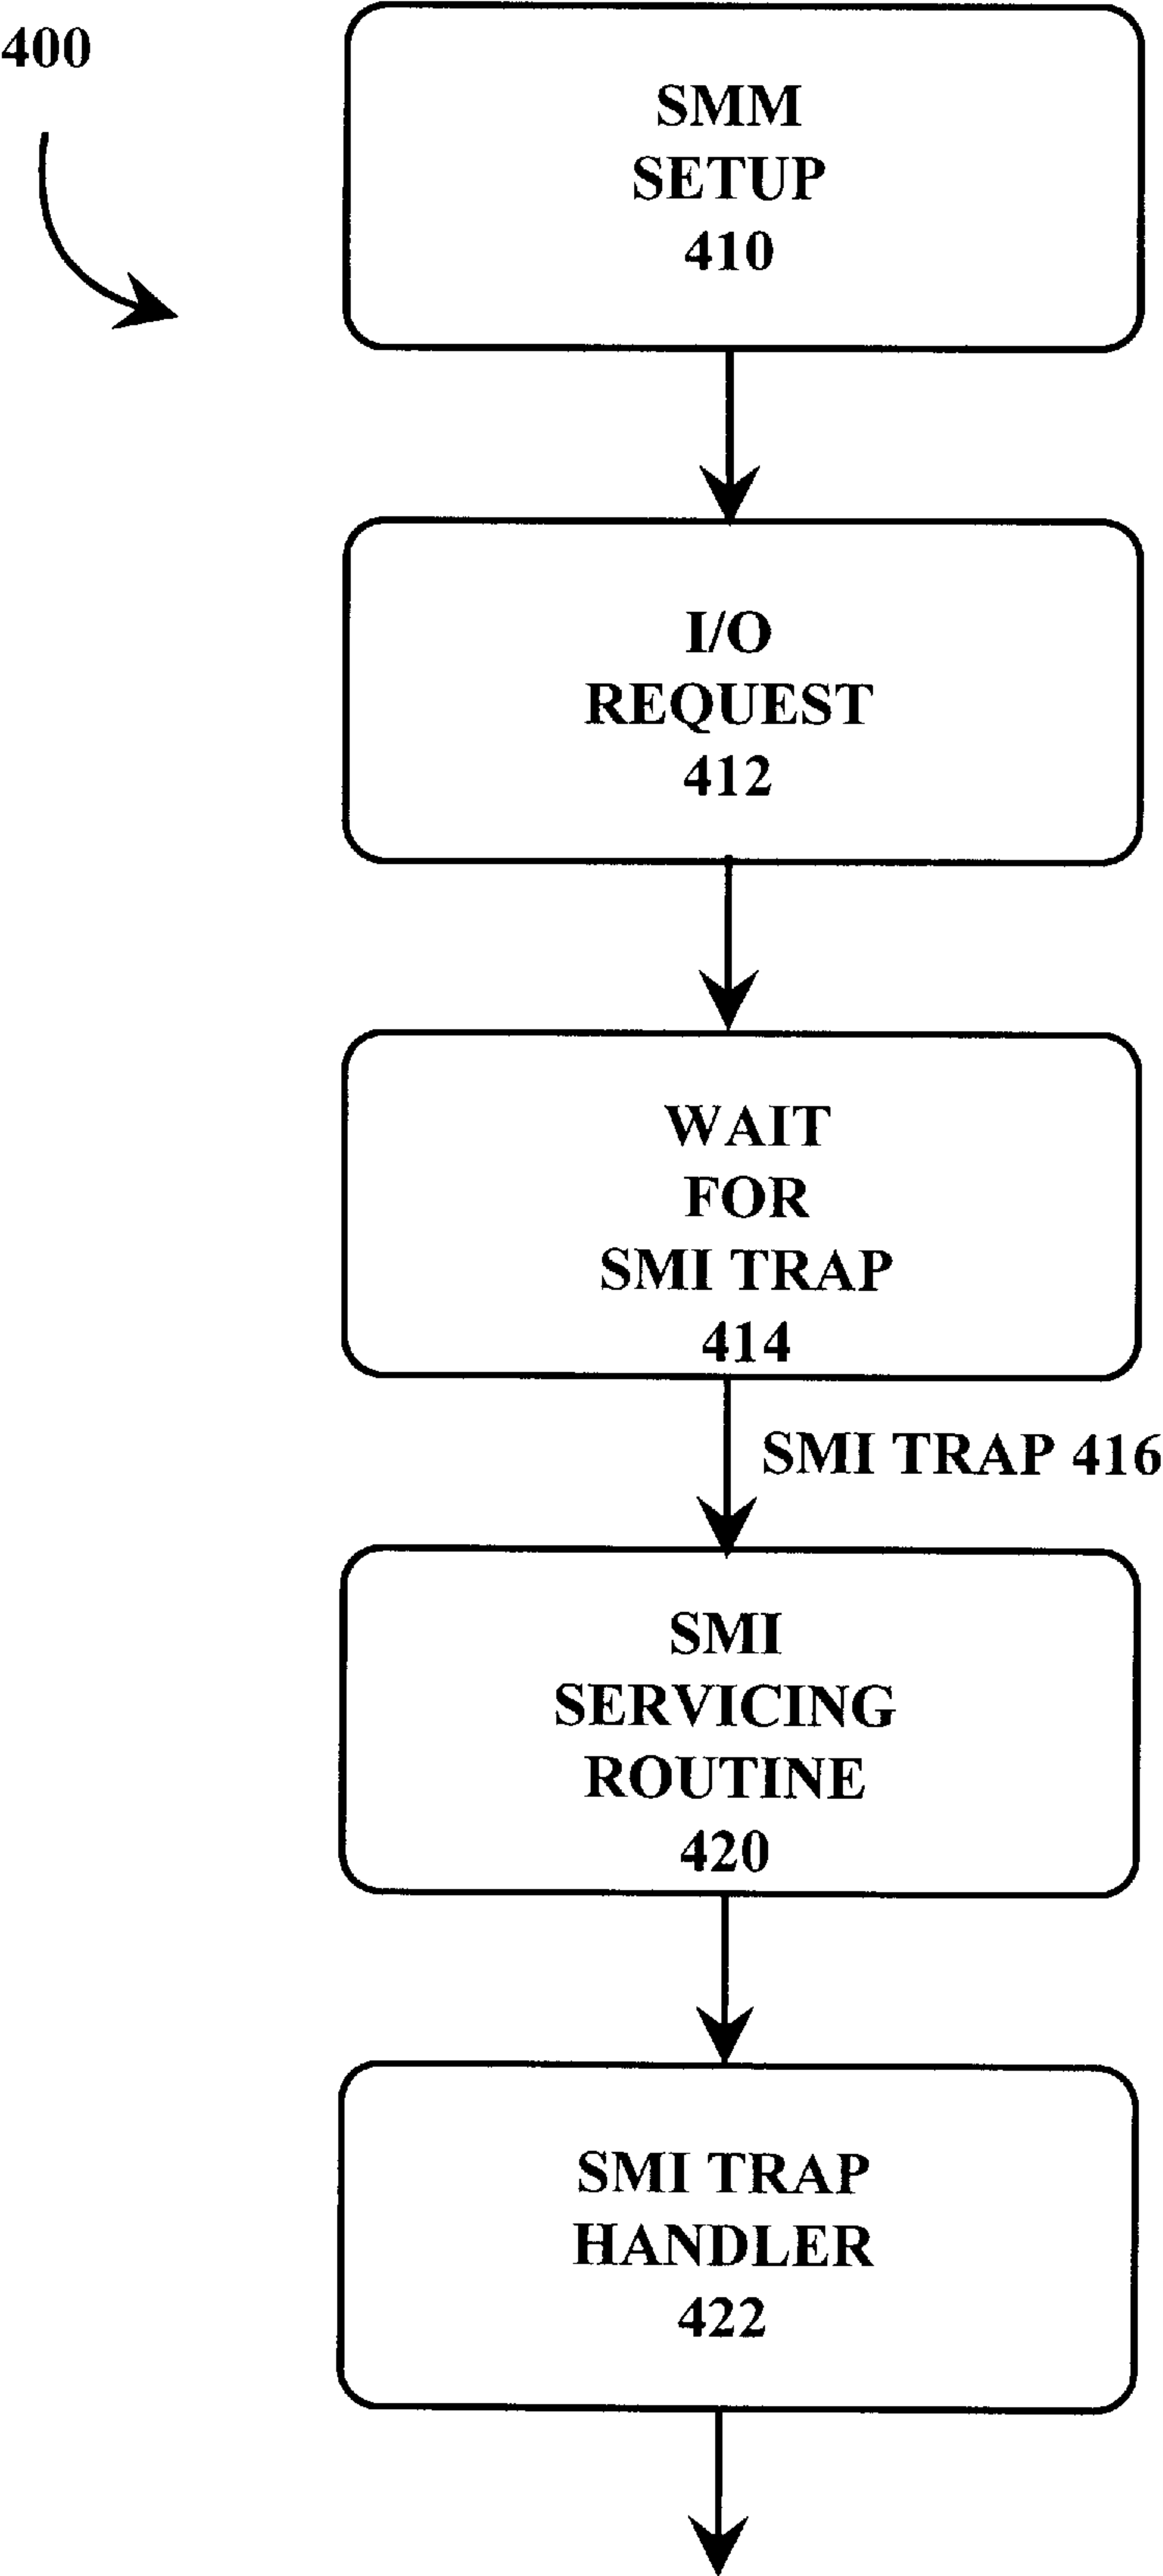 400
SMM
SETUP
410
I/O
REQUEST
412
WAIT
FOR
SMI TRAP
414
SMI TRAP 416
SMI
SERVICING
ROUTINE
420
SMI TRAP
HANDLER
422